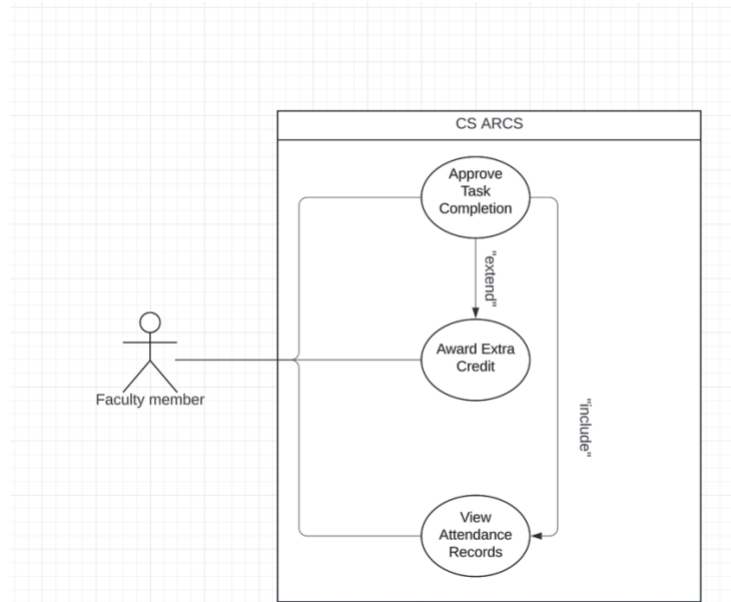 CS ARCS
Approve
Task
Completion
"extend"
Award Extra
Credit
Faculty member
"include"
View
Attendance
Records